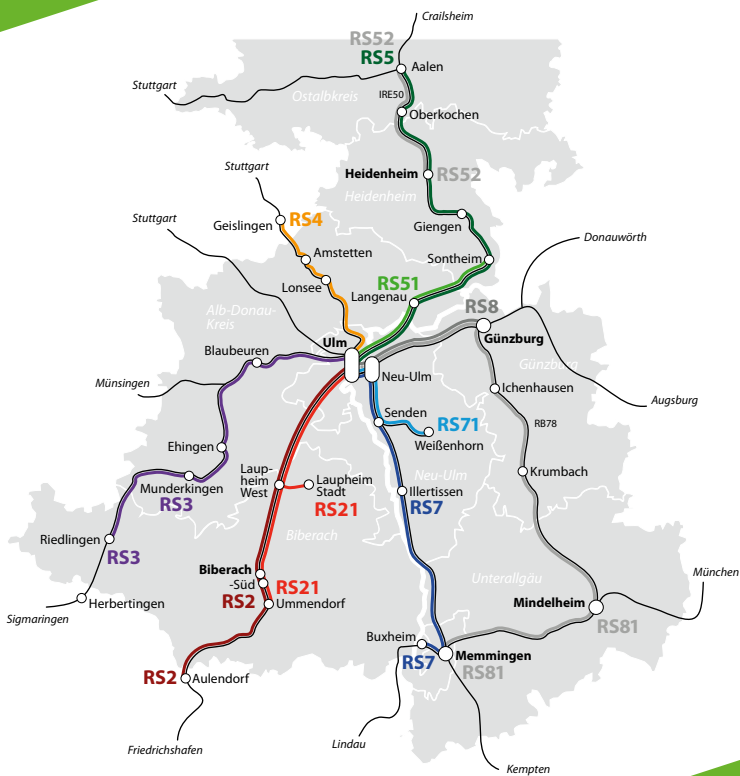 Crailsheim
RS52
RS5
Aalen
Stuttgart
Ostalbkreis
IRE50
Oberkochen
Stuttgart
Heidenheim
RS52
Heidenheim
Geislingen
RS4
Giengen
Stuttgart
Donauwörth
Amstetten
Sontheim
Lonsee
RS51
Langenau
RS8
Alb-Donau-
Kreis
Ulm
Günzburg
Blaubeuren
Günzburg
Neu-Ulm
Münsingen
Ichenhausen
Augsburg
Senden
RS71
RB78
Weißenhorn
Ehingen
Laup-
heim
West
Laupheim
Stadt
Neu-Ulm
Krumbach
Munderkingen
RS3
RS21
Illertissen
RS7
Biberach
Riedlingen
RS3
Biberach
-Süd
RS21
RS2
Ummendorf
Unterallgäu
München
Herbertingen
Mindelheim
Sigmaringen
RS81
Buxheim
RS7
Memmingen
RS81
RS2
Aulendorf
Friedrichshafen
Lindau
Kempten